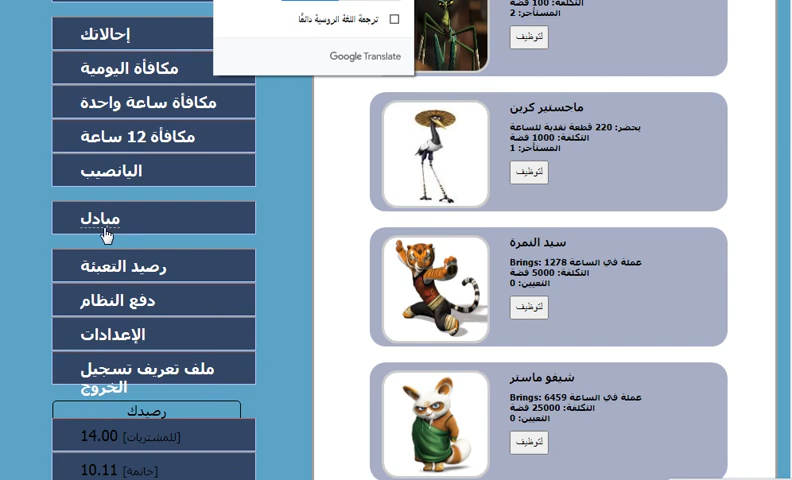 إحالاتك
مكافأة اليومية
مكافأة ساعة واحدة
مكافأة 12 ساعة
اليانصيب
مبادل
رصيد التعبئة
دفع النظام
الإعدادات
ملف تعريف تسجيل
الخروج
رصيدك
14.00 [للمشتريات]
10.11 [خاتمة]
ترجمة اللغة الروسية دائمًا
Google Translate
التكلفة: 100 فضة
المستأجر: 2
لتوظيف
ماجستير كرين
يحضر: 220 قطعة نقدية للساعة
التكلفة: 1000 فضة
المستأجر: 1
لتوظيف
سيد النمرة
Brings: 1278 عملة في الساعة
التكلفة: 5000 فضة
التعيين: 0
لتوظيف
شيفو ماستر
Brings: 6459 عملة في الساعة
التكلفة: 25000 فضة
التعيين: 0
لتوظيف